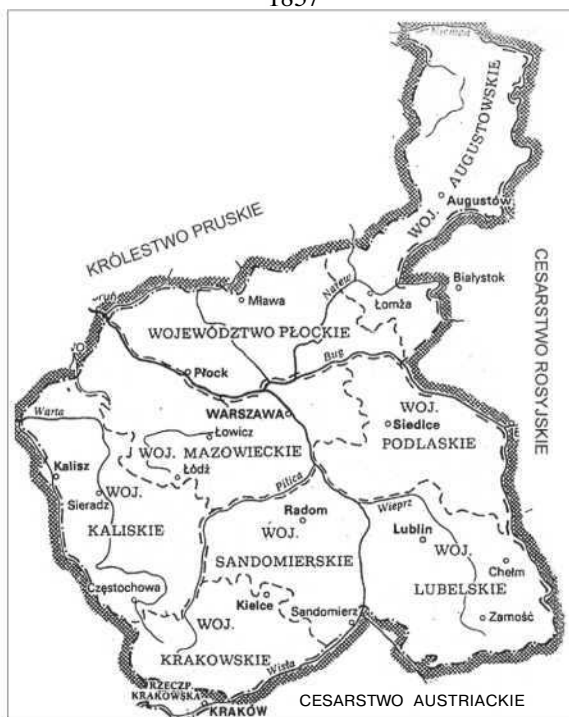 1837
Niemen
WOJ. AUGUSTOWSKIE
Augustów
KRÓLESTWO PRUSKIE
CESARSTWO ROSYJSKIE
Białystok
Mława
Narew
Łomża
WOJEWÓDZTWO PŁOCKIE
Bug
Płock
WARSZAWA
WOJ.
Siedlce
PODLASKIE
Warta
Łowicz
WOJ. MAZOWIECKIE
Łódź
Kalisz
Pilica
WOJ.
Sieradz
KALISKIE
Radom
WOJ.
SANDOMIERSKIE
Wieprz
Lublin
WOJ.
LUBELSKIE
Chełm
Zamość
Częstochowa
Kielce
WOJ.
KRAKOWSKIE
Sandomierz
Wisła
RZECZP.
KRAKOWSKA
KRAKÓW
CESARSTWO AUSTRIACKIE